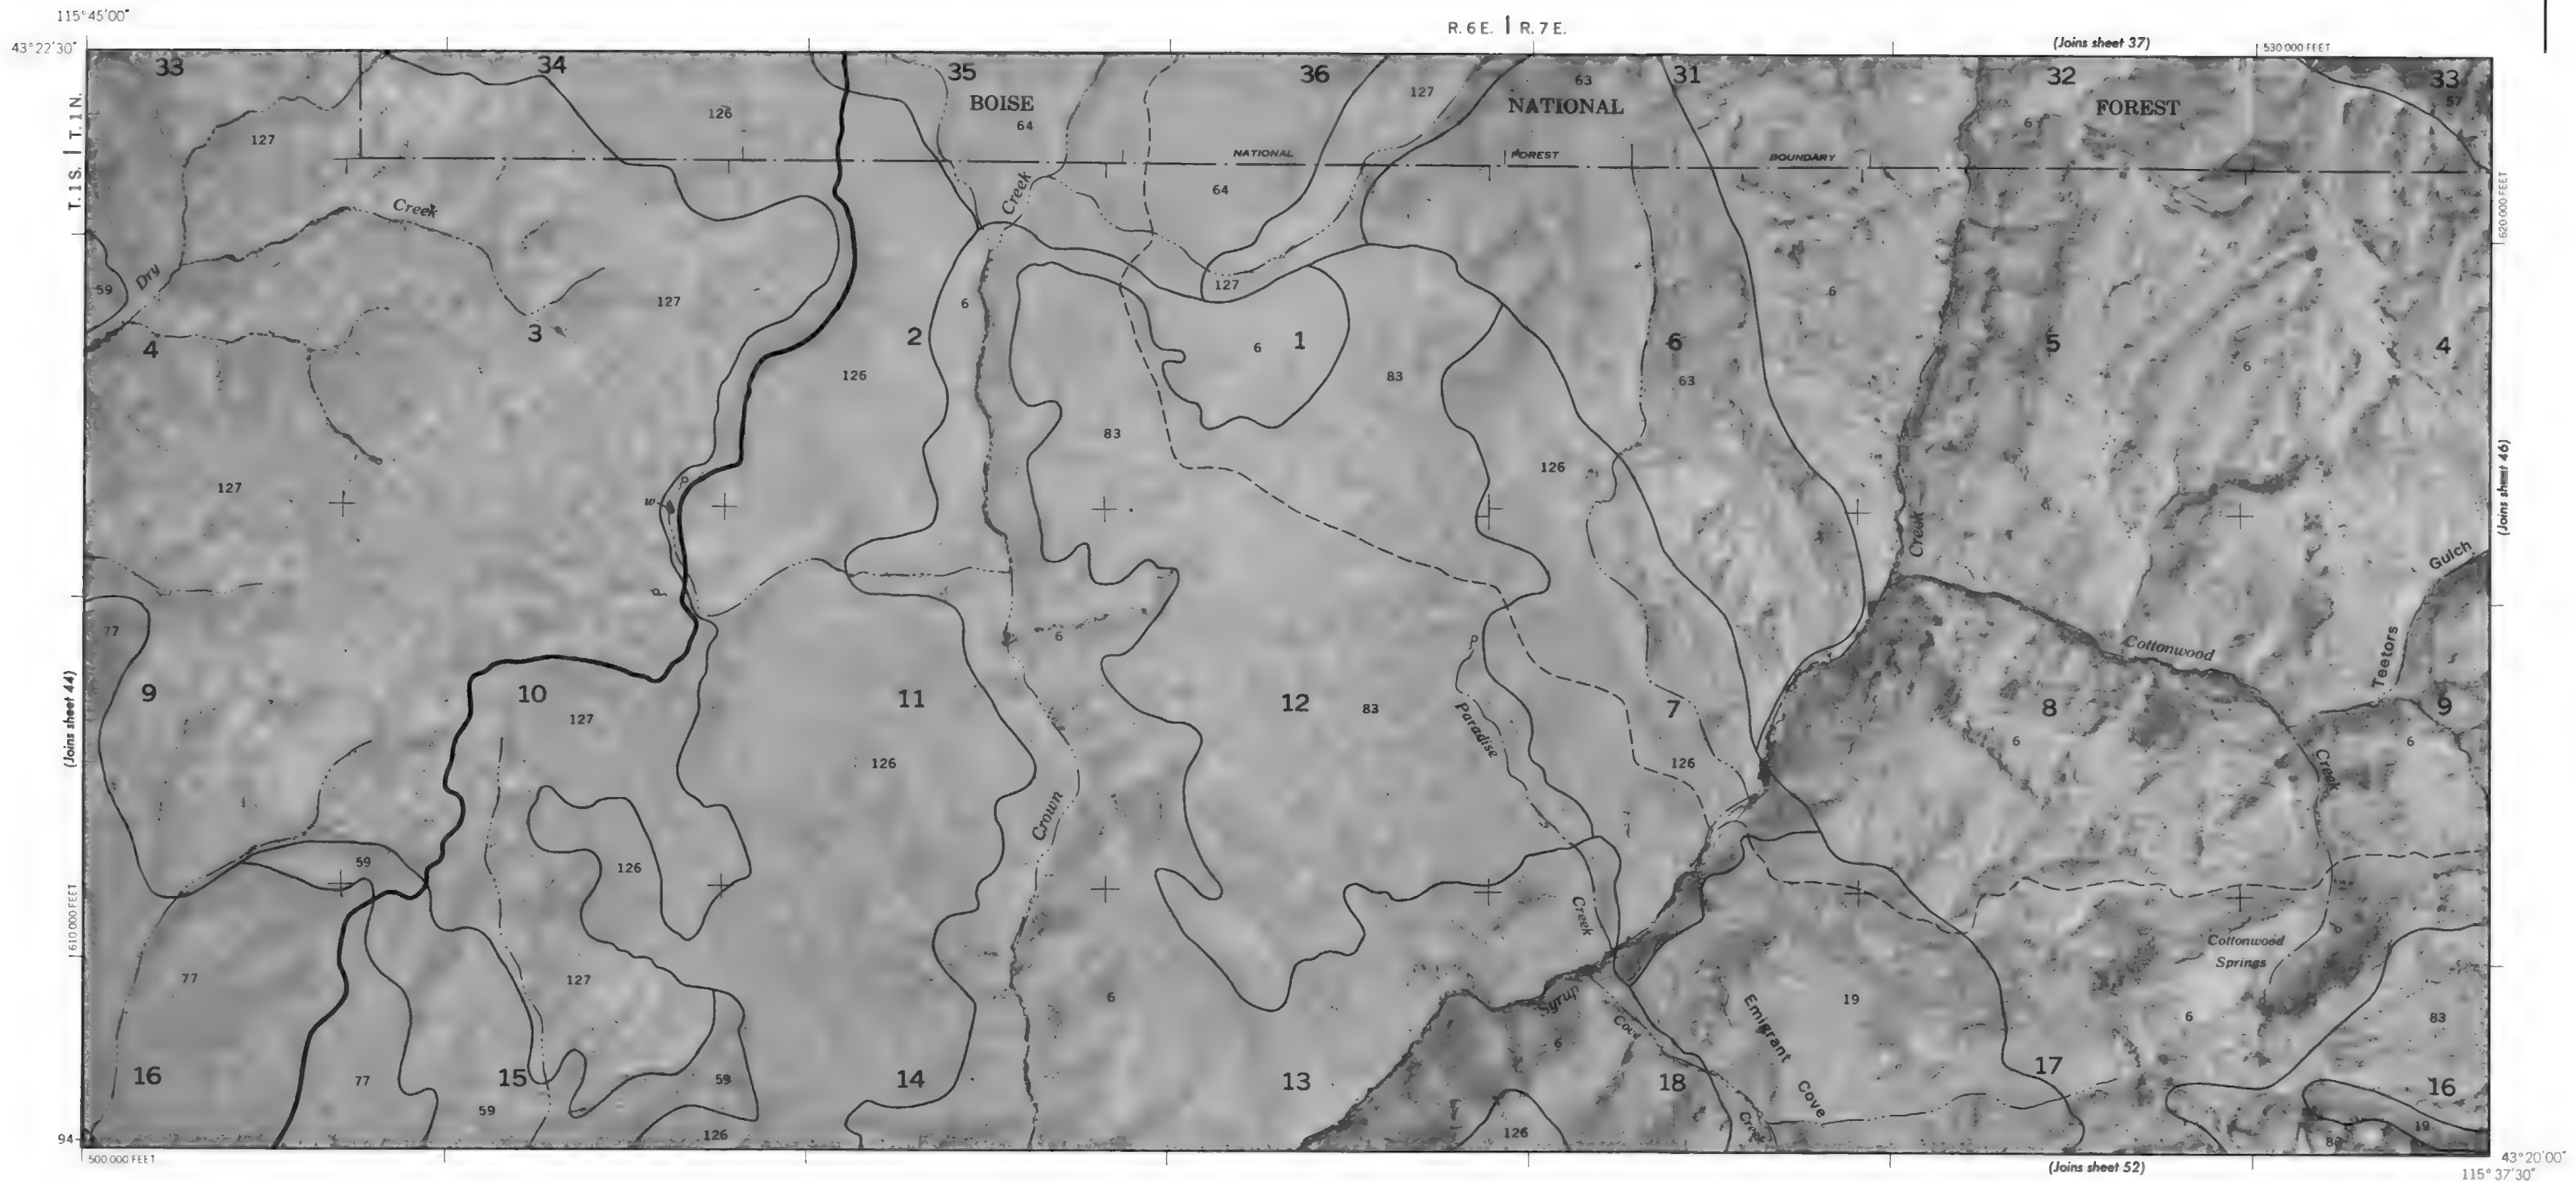 115°45'00"
R. 6 E. | R. 7 E.
43°22'30"
(Joins sheet 37)
530 000 FEET
33
34
35
36
31
32
33
T. 1 S. | T. 1 N.
BOISE
NATIONAL
FOREST
127
126
64
127
63
6
57
NATIONAL
FOREST
BOUNDARY
64
Creek
Creek
620 000 FEET
Dry
59
127
6
127
6
4
3
2
1
6
5
4
126
6
83
63
6
83
126
127
w
Creek
(Joins sheet 46)
Gulch
77
6
Cottonwood
Teetors
(Joins sheet 44)
9
10
11
12
7
8
9
127
83
Paradise
6
6
126
126
Creek
Crown
59
126
610 000 FEET
Creek
Cottonwood
Springs
77
127
6
Syrup
19
Emigrant
Cove
6
6
83
Cove
16
77
15
59
14
13
18
17
16
59
126
126
Creek
19
94
500 000 FEET
(Joins sheet 52)
43°20'00"
115°37'30"